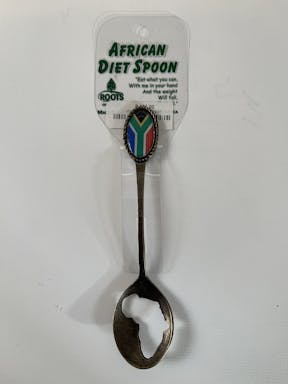 AFRICAN
DIET SPOON
"Eat what you can,
With me in your hand
And the weight
Will fall,
ROOTS